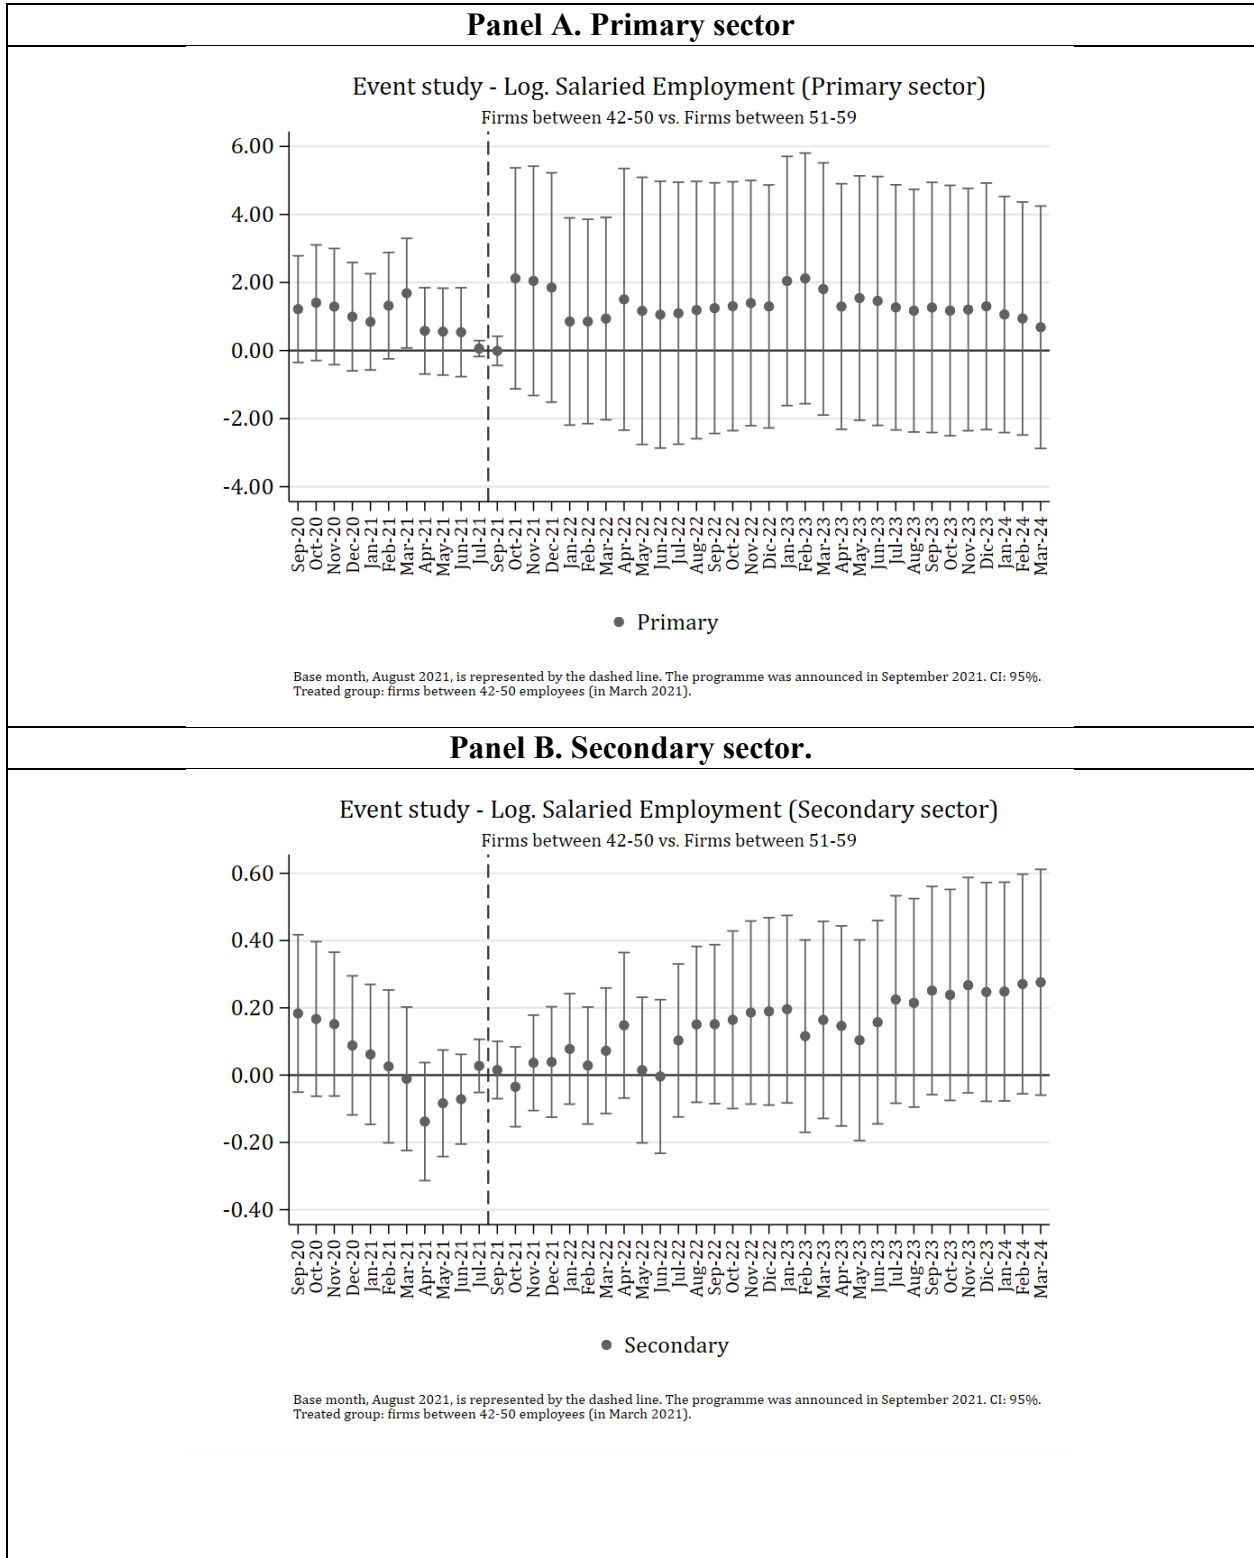 Panel A. Primary sector
Event study - Log. Salaried Employment (Primary sector)
Firms between 42-50 vs. Firms between 51-59
6.00
4.00
2.00
0.00
-2.00
-4.00
Sep-20 Oct-20 Nov-20 Dec-20 Jan-21 Feb-21 Mar-21 Apr-21 May-21 Jun-21 Jul-21 Sep-21 Oct-21 Nov-21 Dec-21 Jan-22 Feb-22 Mar-22 Apr-22 May-22 Jun-22 Jul-22 Aug-22 Sep-22 Oct-22 Nov-22 Dic-22 Jan-23 Feb-23 Mar-23 Apr-23 May-23 Jun-23 Jul-23 Aug-23 Sep-23 Oct-23 Nov-23 Dic-23 Jan-24 Feb-24 Mar-24
Primary
Base month, August 2021, is represented by the dashed line. The programme was announced in September 2021. CI: 95%.
Treated group: firms between 42-50 employees (in March 2021).
Panel B. Secondary sector.
Event study - Log. Salaried Employment (Secondary sector)
Firms between 42-50 vs. Firms between 51-59
0.60
0.40
0.20
0.00
-0.20
-0.40
Sep-20 Oct-20 Nov-20 Dec-20 Jan-21 Feb-21 Mar-21 Apr-21 May-21 Jun-21 Jul-21 Sep-21 Oct-21 Nov-21 Dec-21 Jan-22 Feb-22 Mar-22 Apr-22 May-22 Jun-22 Jul-22 Aug-22 Sep-22 Oct-22 Nov-22 Dic-22 Jan-23 Feb-23 Mar-23 Apr-23 May-23 Jun-23 Jul-23 Aug-23 Sep-23 Oct-23 Nov-23 Dic-23 Jan-24 Feb-24 Mar-24
Secondary
Base month, August 2021, is represented by the dashed line. The programme was announced in September 2021. CI: 95%.
Treated group: firms between 42-50 employees (in March 2021).